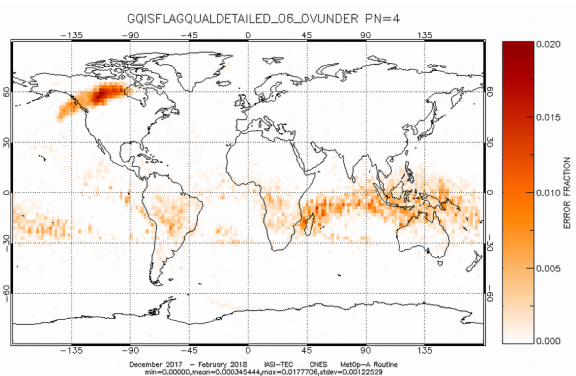 GQISFLAGQUALDETAILED_06_OVUNDER PN=4
−135 −90 −45 0 45 90 135
60 60
30 30
0 0
−30 −30
−60 −60
−135 −90 −45 0 45 90 135
0.020
0.015
0.010
0.005
0.000
ERROR FRACTION
December 2017 − February 2018 IASI−TEC CNES MetOp−A Routine
min=0.00000,mean=0.000345444,max=0.0177706,stdev=0.00122529